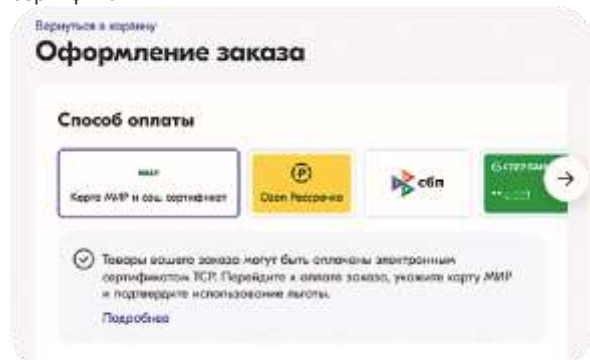 Вернуться в корзину
Оформление заказа
Способ оплаты
Карта МИР и соц. сертификат
Ozon Рассрочка
сбп
Товары вашего заказа могут быть оплачены электронным
сертификатом ТСР. Перейдите к оплате заказа, укажите карту МИР
и подтвердите использование льготы.
Подробнее